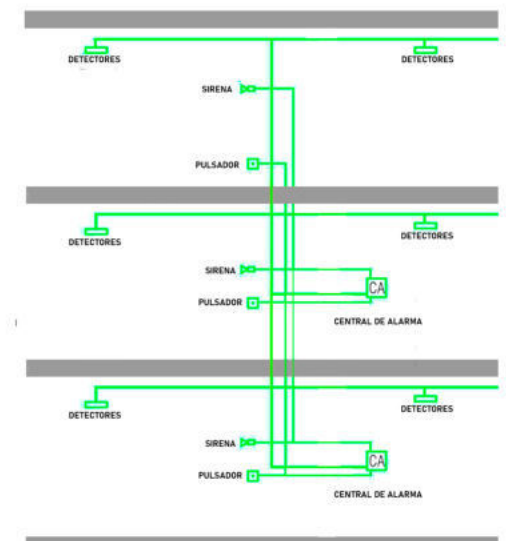 DETECTORES
DETECTORES
SIRENA
PULSADOR
DETECTORES
DETECTORES
SIRENA
CA
PULSADOR
CENTRAL DE ALARMA
DETECTORES
DETECTORES
SIRENA
CA
PULSADOR
CENTRAL DE ALARMA